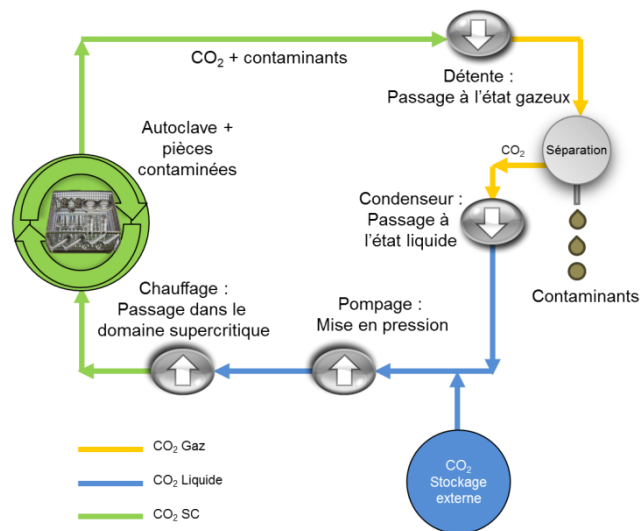 CO₂ + contaminants
Détente :
Passage à l'état gazeux
Autoclave +
pièces
contaminées
Séparation
CO₂
Condenseur :
Passage à
l'état liquide
Contaminants
Chauffage :
Passage dans le
domaine supercritique
Pompage :
Mise en pression
CO₂
Stockage
externe
CO₂ Gaz
CO₂ Liquide
CO₂ SC